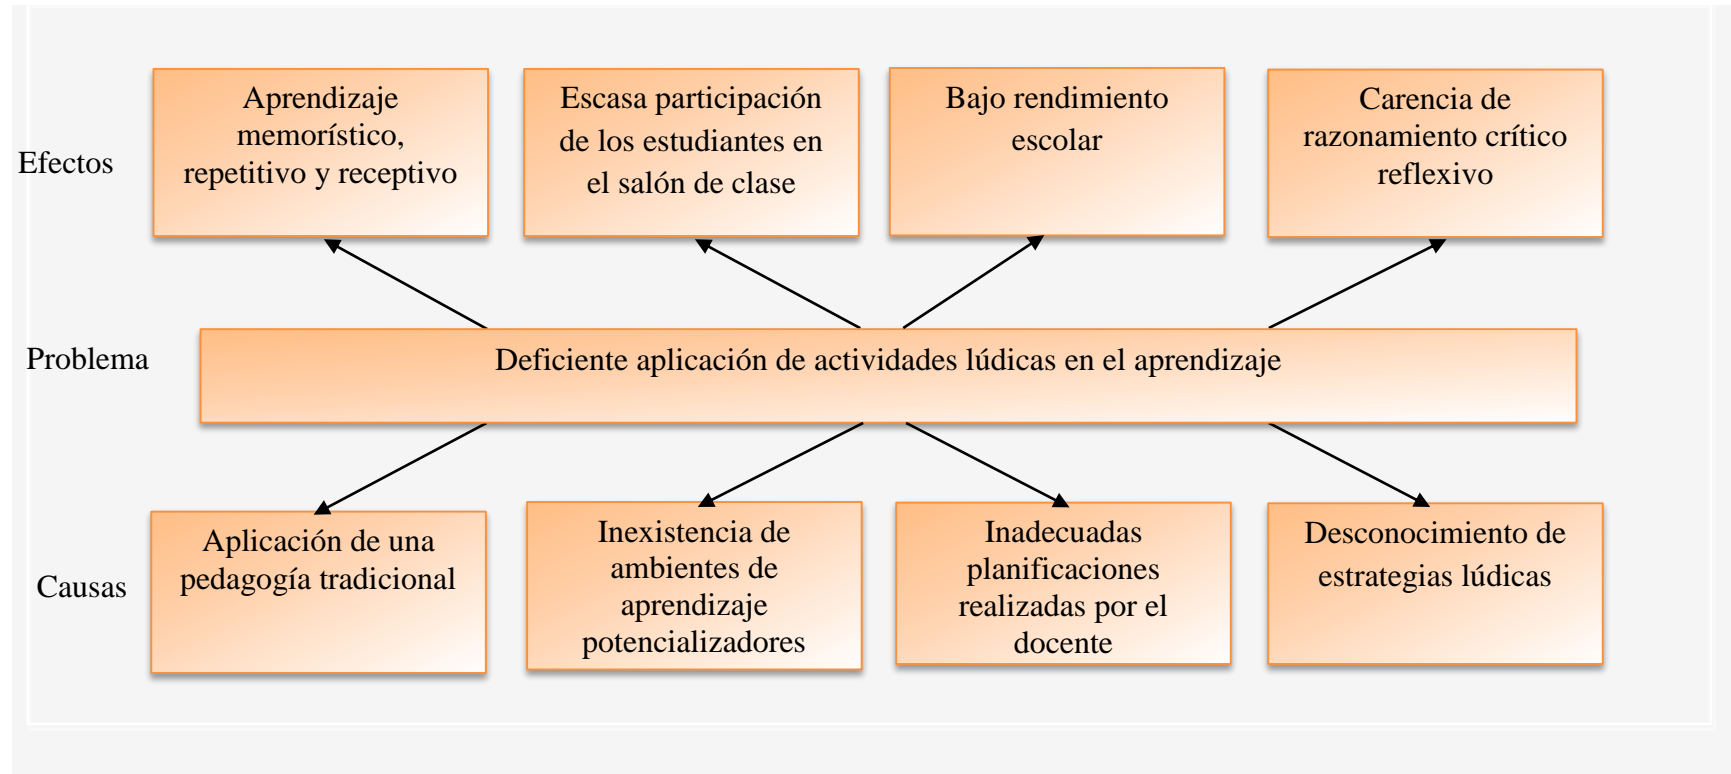 Efectos
Aprendizaje
memorístico,
repetitivo y receptivo
Escasa participación
de los estudiantes en
el salón de clase
Bajo rendimiento
escolar
Carencia de
razonamiento crítico
reflexivo
Problema
Deficiente aplicación de actividades lúdicas en el aprendizaje
Causas
Aplicación de una
pedagogía tradicional
Inexistencia de
ambientes de
aprendizaje
potencializadores
Inadecuadas
planificaciones
realizadas por el
docente
Desconocimiento de
estrategias lúdicas